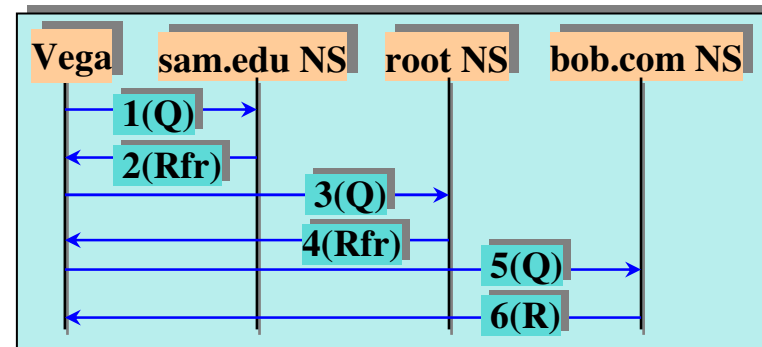 Vega sam.edu NS root NS bob.com NS
1(Q)
2(Rfr)
3(Q)
4(Rfr)
5(Q)
6(R)